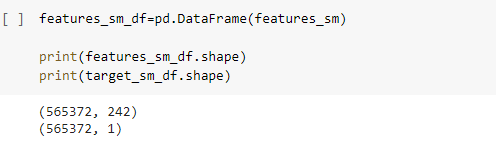 [ ] features_sm_df=pd.DataFrame(features_sm)
print(features_sm_df.shape)
print(target_sm_df.shape)
(565372, 242)
(565372, 1)